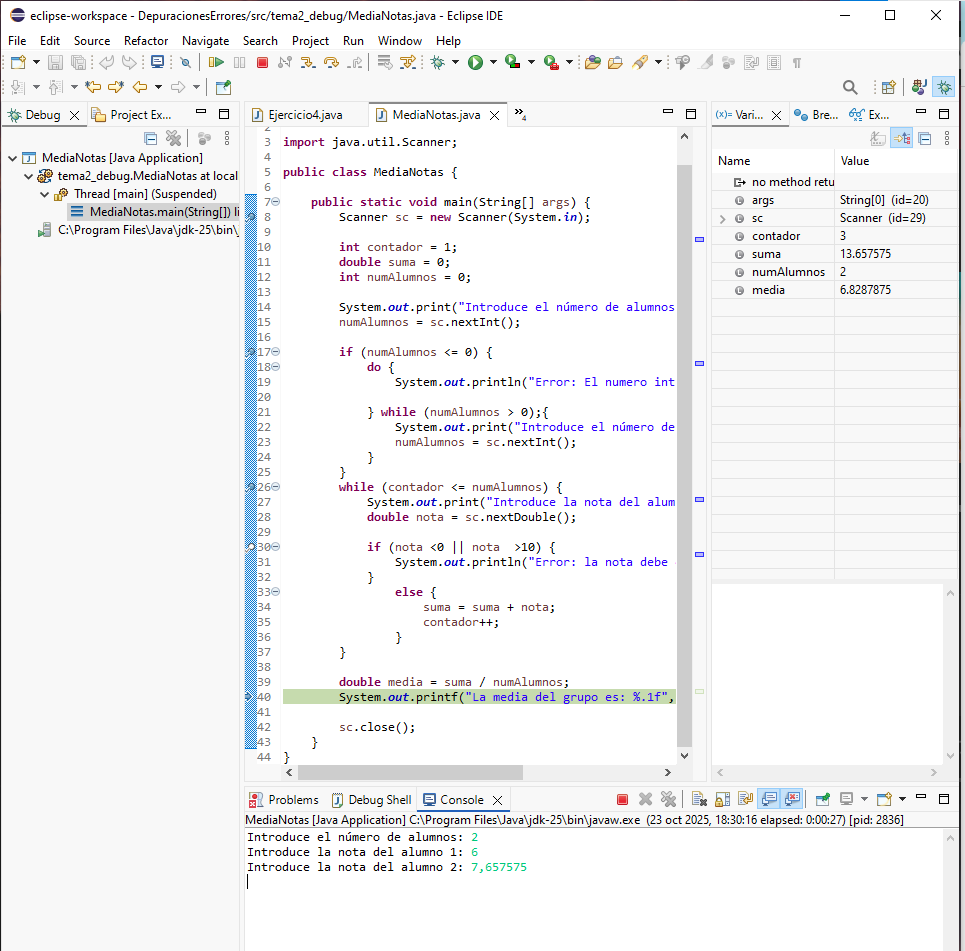 eclipse-workspace - DepuracionesErrores/src/tema2_debug/MediaNotas.java - Eclipse IDE
File Edit Source Refactor Navigate Search Project Run Window Help
Debug Project Ex...
MediaNotas [Java Application]
tema2_debug.MediaNotas at local
Thread [main] (Suspended)
MediaNotas.main(String[]) li
C:\Program Files\Java\jdk-25\bin\j
Ejercicio4.java MediaNotas.java »4
2
3 import java.util.Scanner;
4
5 public class MediaNotas {
6
7 public static void main(String[] args) {
8 Scanner sc = new Scanner(System.in);
9
10 int contador = 1;
11 double suma = 0;
12 int numAlumnos = 0;
13
14 System.out.print("Introduce el número de alumnos
15 numAlumnos = sc.nextInt();
16
17 if (numAlumnos <= 0) {
18 do {
19 System.out.println("Error: El numero int
20
21 } while (numAlumnos > 0);{
22 System.out.print("Introduce el número de
23 numAlumnos = sc.nextInt();
24 }
25 }
26 while (contador <= numAlumnos) {
27 System.out.print("Introduce la nota del alum
28 double nota = sc.nextDouble();
29
30 if (nota <0 || nota  >10) {
31 System.out.println("Error: la nota debe
32 }
33 else {
34 suma = suma + nota;
35 contador++;
36 }
37 }
38
39 double media = suma / numAlumnos;
40 System.out.printf("La media del grupo es: %.1f",
41
42 sc.close();
43 }
44 }
(x)= Vari... Bre... Ex...
Name Value
no method retu
args String[0] (id=20)
sc Scanner (id=29)
contador 3
suma 13.657575
numAlumnos 2
media 6.8287875
Problems Debug Shell Console
MediaNotas [Java Application] C:\Program Files\Java\jdk-25\bin\javaw.exe (23 oct 2025, 18:30:16 elapsed: 0:00:27) [pid: 2836]
Introduce el número de alumnos: 2
Introduce la nota del alumno 1: 6
Introduce la nota del alumno 2: 7,657575